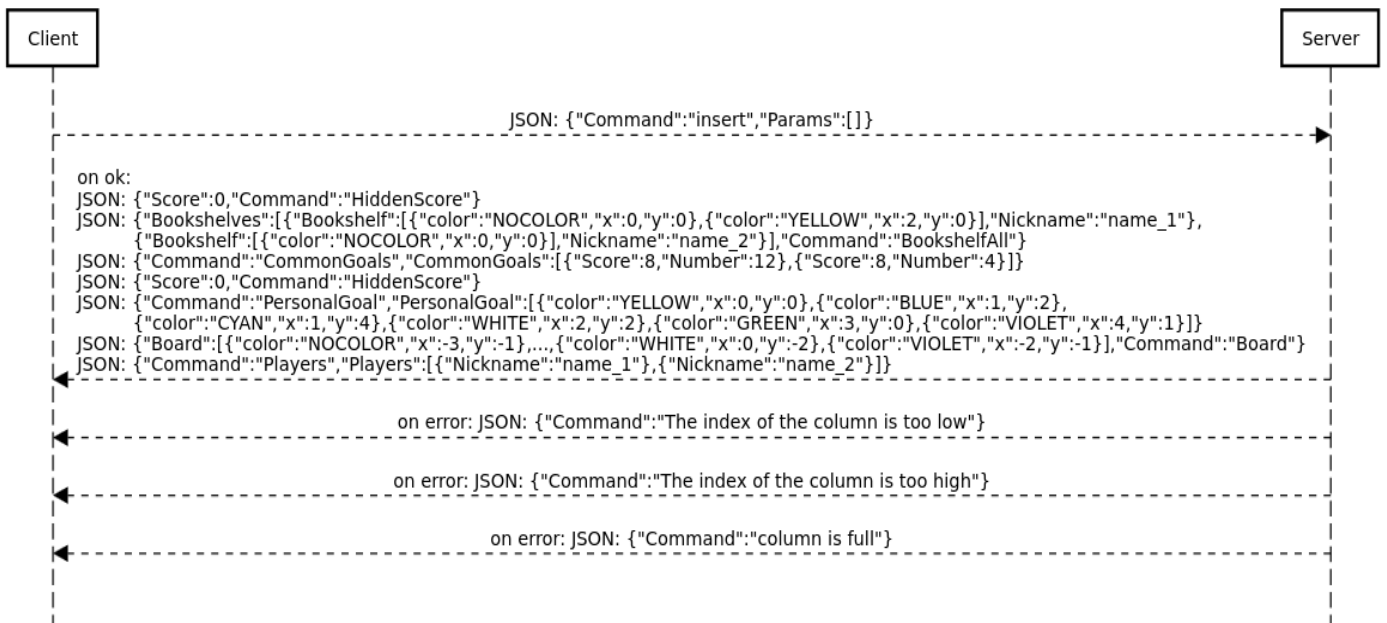 Client
Server
JSON: {"Command":"insert","Params":[]}
on ok:
JSON: {"Score":0,"Command":"HiddenScore"}
JSON: {"Bookshelves":[{"Bookshelf":[{"color":"NOCOLOR","x":0,"y":0},{"color":"YELLOW","x":2,"y":0}],"Nickname":"name_1"},
{"Bookshelf":[{"color":"NOCOLOR","x":0,"y":0}],"Nickname":"name_2"}],"Command":"BookshelfAll"}
JSON: {"Command":"CommonGoals","CommonGoals":[{"Score":8,"Number":12},{"Score":8,"Number":4}]}
JSON: {"Score":0,"Command":"HiddenScore"}
JSON: {"Command":"PersonalGoal","PersonalGoal":[{"color":"YELLOW","x":0,"y":0},{"color":"BLUE","x":1,"y":2},
{"color":"CYAN","x":1,"y":4},{"color":"WHITE","x":2,"y":2},{"color":"GREEN","x":3,"y":0},{"color":"VIOLET","x":4,"y":1}]}
JSON: {"Board":[{"color":"NOCOLOR","x":-3,"y":-1},...,{"color":"WHITE","x":0,"y":-2},{"color":"VIOLET","x":-2,"y":-1}],"Command":"Board"}
JSON: {"Command":"Players","Players":[{"Nickname":"name_1"},{"Nickname":"name_2"}]}
on error: JSON: {"Command":"The index of the column is too low"}
on error: JSON: {"Command":"The index of the column is too high"}
on error: JSON: {"Command":"column is full"}